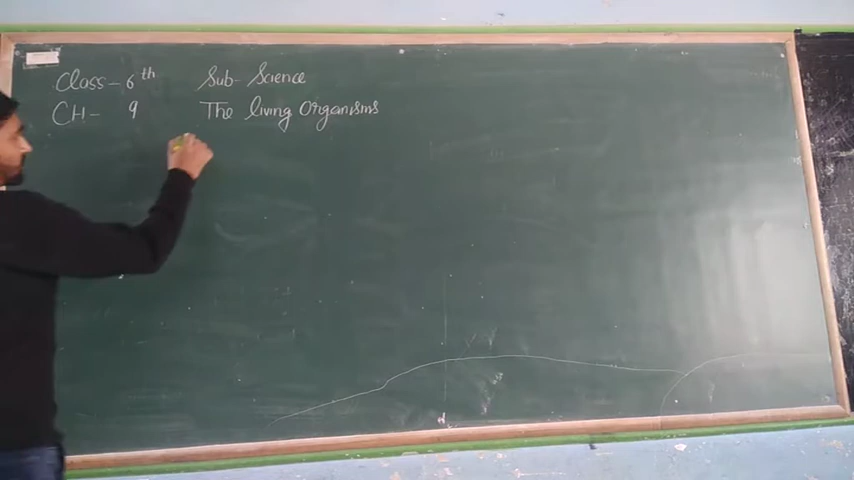 Class - 6th Sub - Science
CH - 9 The living Organisms